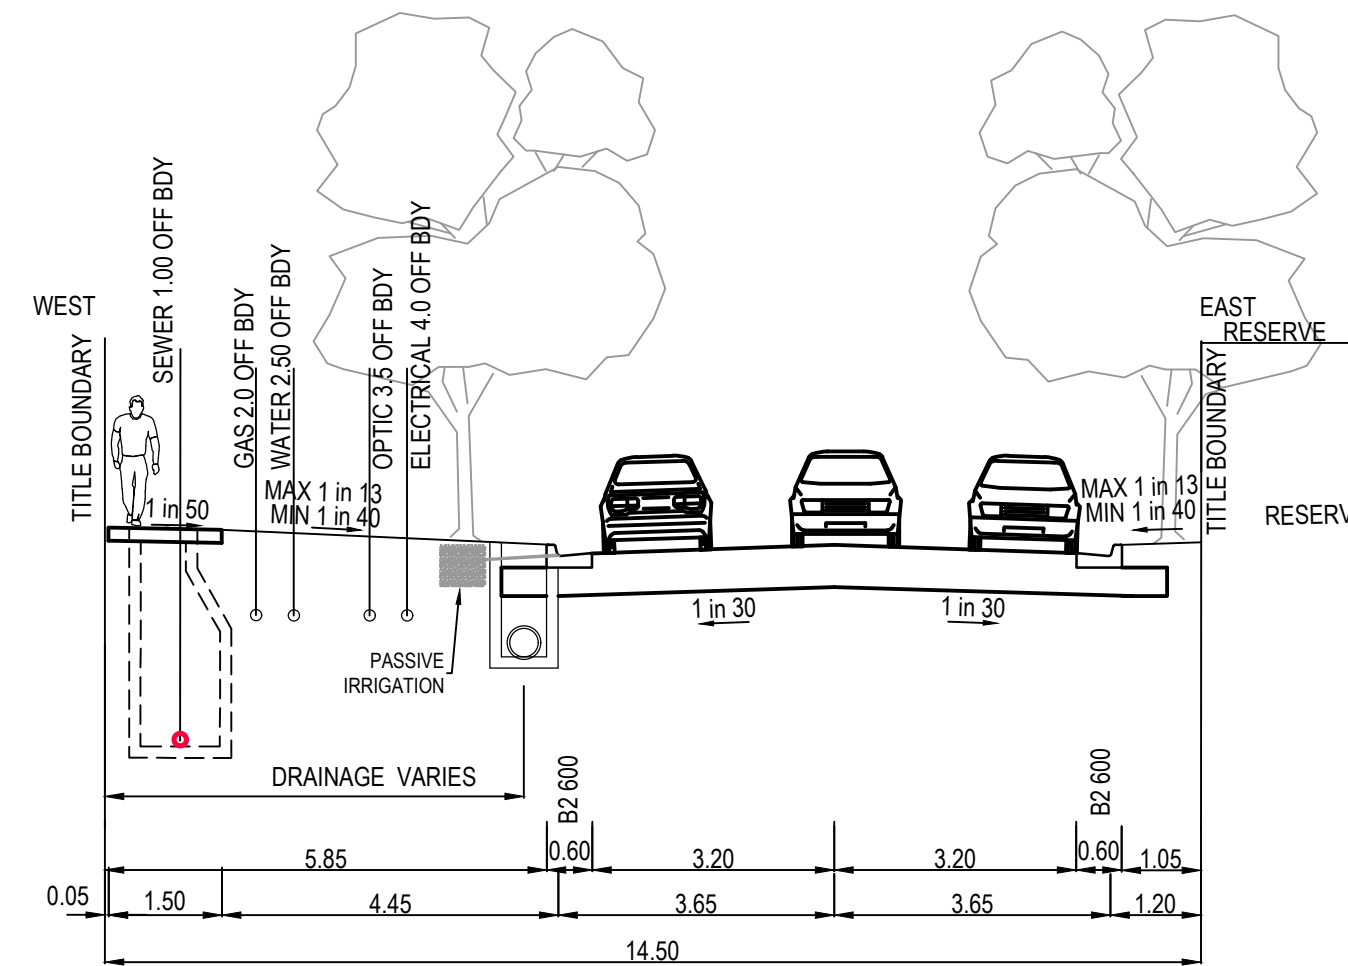 WEST
TITLE BOUNDARY
SEWER 1.00 OFF BDY
GAS 2.0 OFF BDY
WATER 2.50 OFF BDY
OPTIC 3.5 OFF BDY
ELECTRICAL 4.0 OFF BDY
EAST
RESERVE
TITLE BOUNDARY
RESERV
1 in 50
MAX 1 in 13
MIN 1 in 40
MAX 1 in 13
MIN 1 in 40
1 in 30
1 in 30
PASSIVE
IRRIGATION
DRAINAGE VARIES
B2 600
B2 600
5.85
0.60
3.20
3.20
0.60
1.05
0.05
1.50
4.45
3.65
3.65
1.20
14.50